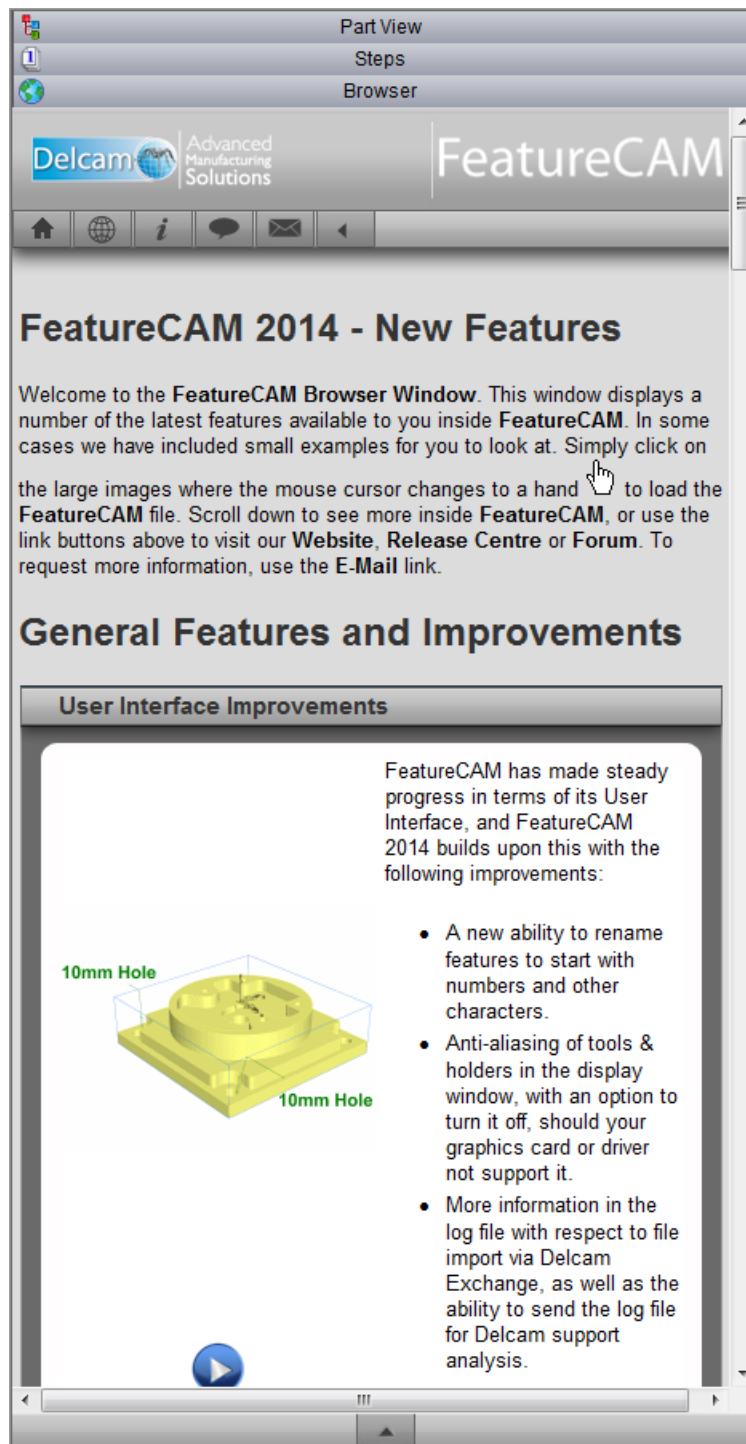 Part View
1
Steps
Browser
Delcam
Advanced
Manufacturing
Solutions
FeatureCAM
i
FeatureCAM 2014 - New Features
Welcome to the FeatureCAM Browser Window. This window displays a
number of the latest features available to you inside FeatureCAM. In some
cases we have included small examples for you to look at. Simply click on
the large images where the mouse cursor changes to a hand to load the
FeatureCAM file. Scroll down to see more inside FeatureCAM, or use the
link buttons above to visit our Website, Release Centre or Forum. To
request more information, use the E-Mail link.
General Features and Improvements
User Interface Improvements
FeatureCAM has made steady
progress in terms of its User
Interface, and FeatureCAM
2014 builds upon this with the
following improvements:
10mm Hole
10mm Hole
• A new ability to rename
features to start with
numbers and other
characters.
• Anti-aliasing of tools &
holders in the display
window, with an option to
turn it off, should your
graphics card or driver
not support it.
• More information in the
log file with respect to file
import via Delcam
Exchange, as well as the
ability to send the log file
for Delcam support
analysis.